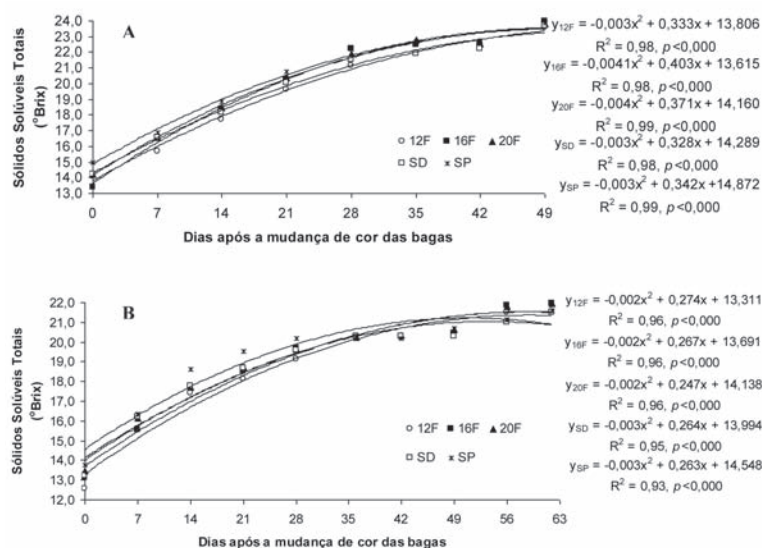 A
Sólidos Solúveis Totais
(°Brix)
24,0
23,0
22,0
21,0
20,0
19,0
18,0
17,0
16,0
15,0
14,0
13,0
0 7 14 21 28 35 42 49
Dias após a mudança de cor das bagas
12F 16F 20F
SD SP
y12F = -0,003x² + 0,333x + 13,806
R² = 0,98, p<0,000
y16F = -0,0041x² + 0,403x + 13,615
R² = 0,98, p<0,000
y20F = -0,004x² + 0,371x + 14,160
R² = 0,99, p<0,000
ySD = -0,003x² + 0,328x + 14,289
R² = 0,98, p<0,000
ySP = -0,003x² + 0,342x +14,872
R² = 0,99, p<0,000
B
Sólidos Solúveis Totais
(°Brix)
22,0
21,0
20,0
19,0
18,0
17,0
16,0
15,0
14,0
13,0
12,0
0 7 14 21 28 36 42 49 56 63
Dias após a mudança de cor das bagas
12F 16F 20F
SD SP
y12F = -0,002x² + 0,274x + 13,311
R² = 0,96, p<0,000
y16F = -0,002x² + 0,267x + 13,691
R² = 0,96, p<0,000
y20F = -0,002x² + 0,247x + 14,138
R² = 0,96, p<0,000
ySD = -0,003x² + 0,264x + 13,994
R² = 0,95, p<0,000
ySP = -0,003x² + 0,263x + 14,548
R² = 0,93, p<0,000